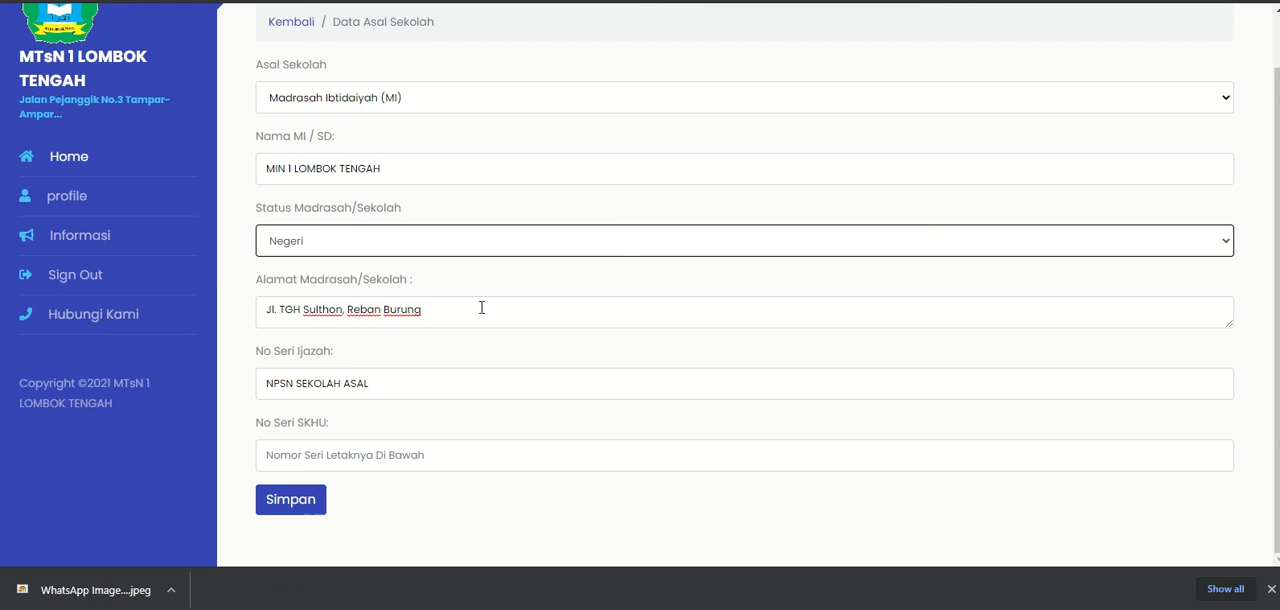 MTsN 1 LOMBOK
TENGAH
Jalan Pejanggik No.3 Tampar-
Ampar...
Home
profile
Informasi
Sign Out
Hubungi Kami
Copyright ©2021 MTsN 1
LOMBOK TENGAH
Kembali / Data Asal Sekolah
Asal Sekolah
Madrasah Ibtidaiyah (MI)
Nama MI / SD:
MIN 1 LOMBOK TENGAH
Status Madrasah/Sekolah
Negeri
Alamat Madrasah/Sekolah :
Jl. TGH Sulthon, Reban Burung
No Seri Ijazah:
NPSN SEKOLAH ASAL
No Seri SKHU:
Nomor Seri Letaknya Di Bawah
Simpan
WhatsApp Image....jpeg
Show all